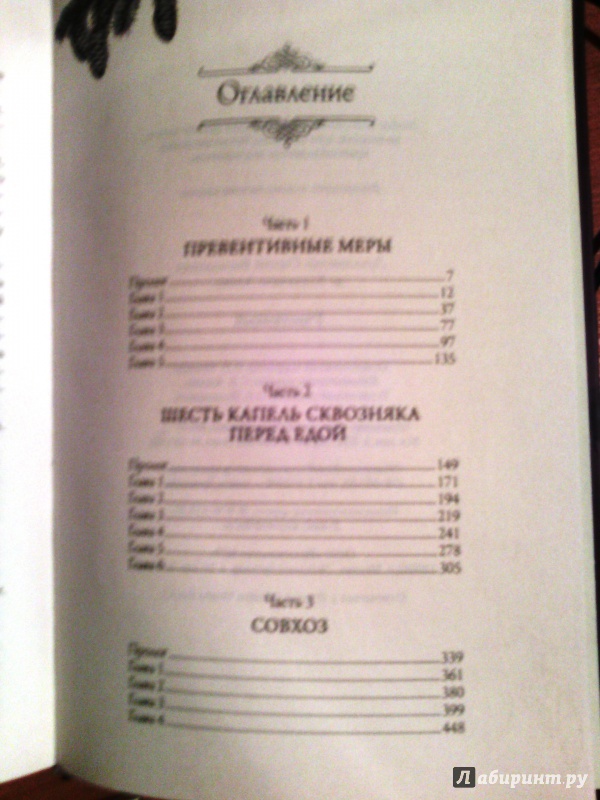 Оглавление
Часть 1
ПРЕВЕНТИВНЫЕ МЕРЫ
Пролог 7
Глава 1 12
Глава 2 37
Глава 3 77
Глава 4 97
Глава 5 135
Часть 2
ШЕСТЬ КАПЕЛЬ СКВОЗНЯКА
ПЕРЕД ЕДОЙ
Пролог 149
Глава 1 171
Глава 2 194
Глава 3 219
Глава 4 241
Глава 5 278
Глава 6 305
Часть 3
СОВХОЗ
Пролог 339
Глава 1 361
Глава 2 380
Глава 3 399
Глава 4 448
Лабиринт.ру